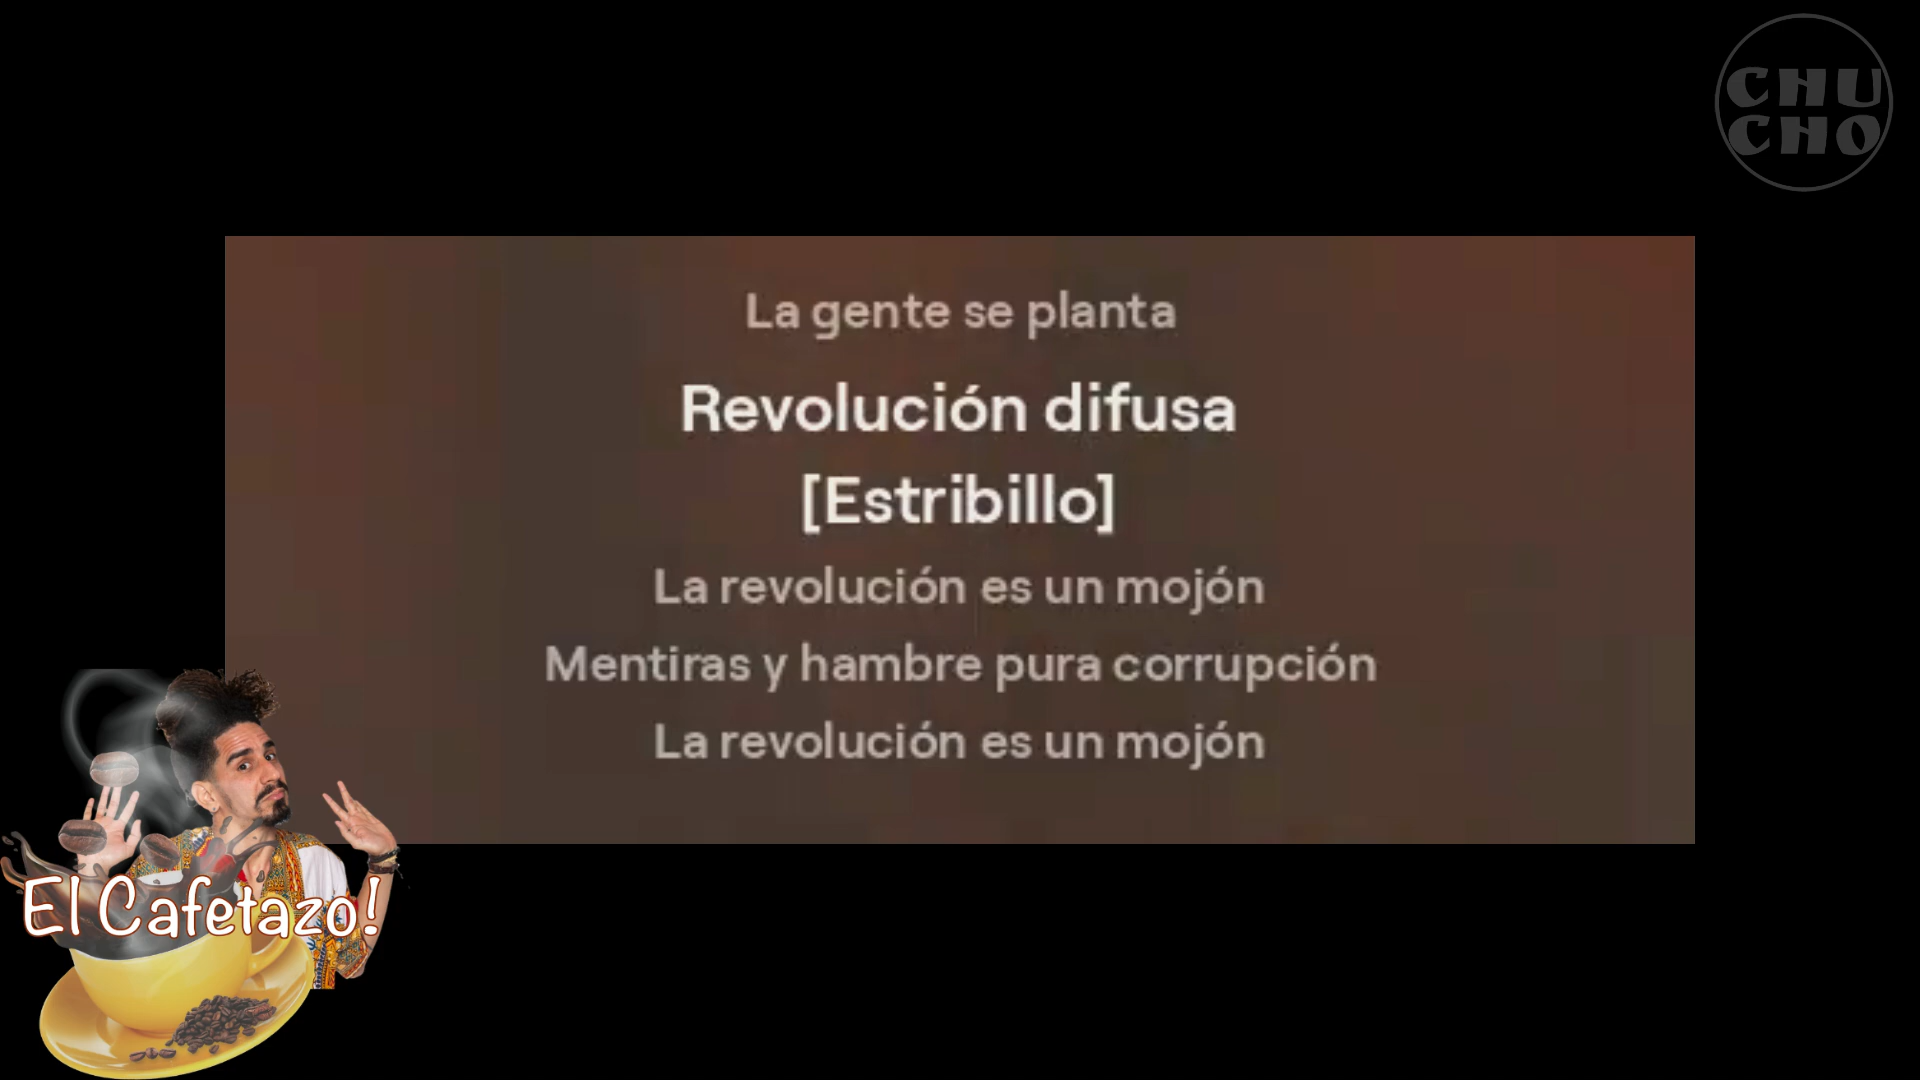 CHU
CHO
La gente se planta
Revolución difusa
[Estribillo]
La revolución es un mojón
Mentiras y hambre pura corrupción
La revolución es un mojón
El Cafetazo!